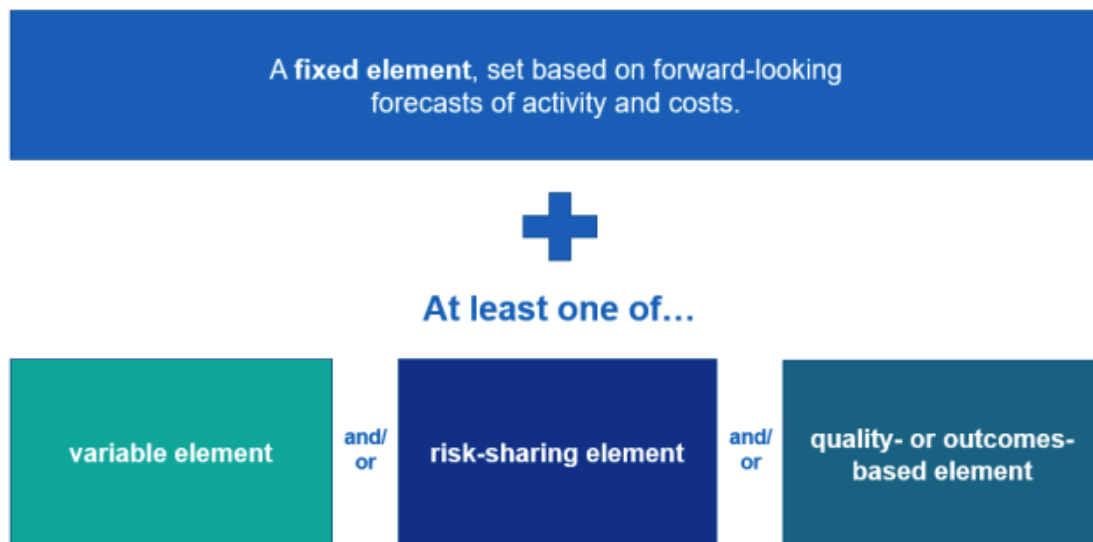 A fixed element, set based on forward-looking
forecasts of activity and costs.
At least one of…
variable element
and/
or
risk-sharing element
and/
or
quality- or outcomes-
based element